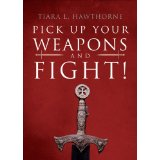 TIARA L. HAWTHORNE
PICK UP YOUR
WEAPONS
AND
FIGHT!